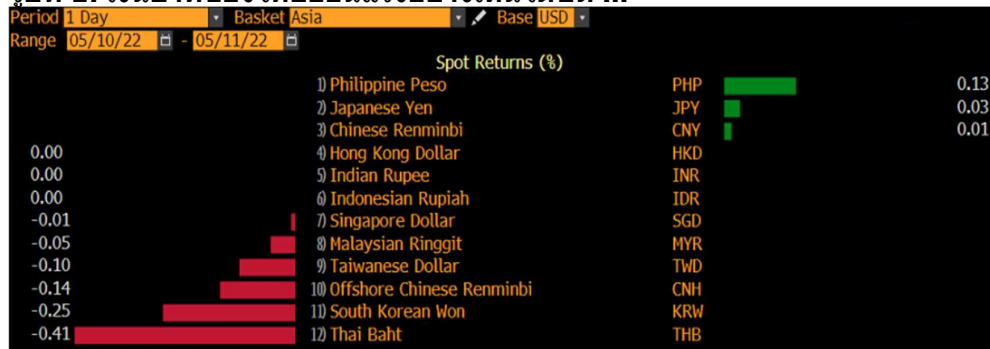 Period 1 Day Basket Asia Base USD
Range 05/10/22 - 05/11/22
Spot Returns (%)
1) Philippine Peso PHP 0.13
2) Japanese Yen JPY 0.03
3) Chinese Renminbi CNY 0.01
0.00 4) Hong Kong Dollar HKD
0.00 5) Indian Rupee INR
0.00 6) Indonesian Rupiah IDR
-0.01 7) Singapore Dollar SGD
-0.05 8) Malaysian Ringgit MYR
-0.10 9) Taiwanese Dollar TWD
-0.14 10) Offshore Chinese Renminbi CNH
-0.25 11) South Korean Won KRW
-0.41 12) Thai Baht THB